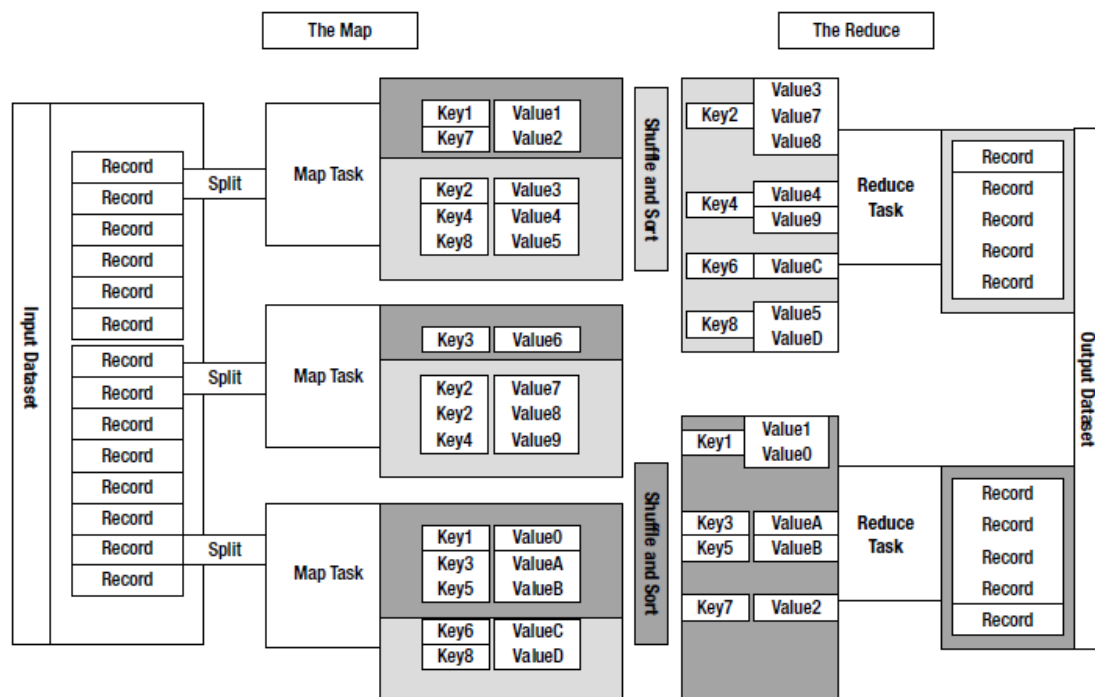 The Map
The Reduce
Input Dataset
Record
Record
Record
Record
Record
Record
Record
Record
Record
Record
Record
Record
Record
Record
Split
Split
Split
Map Task
Map Task
Map Task
Key1 Value1
Key7 Value2
Key2 Value3
Key4 Value4
Key8 Value5
Key3 Value6
Key2 Value7
Key2 Value8
Key4 Value9
Key1 Value0
Key3 ValueA
Key5 ValueB
Key6 ValueC
Key8 ValueD
Shuffle and Sort
Shuffle and Sort
Key2
Value3
Value7
Value8
Key4
Value4
Value9
Key6 ValueC
Key8
Value5
ValueD
Reduce
Task
Record
Record
Record
Record
Record
Key1
Value1
Value0
Key3 ValueA
Key5 ValueB
Key7 Value2
Reduce
Task
Record
Record
Record
Record
Record
Output Dataset